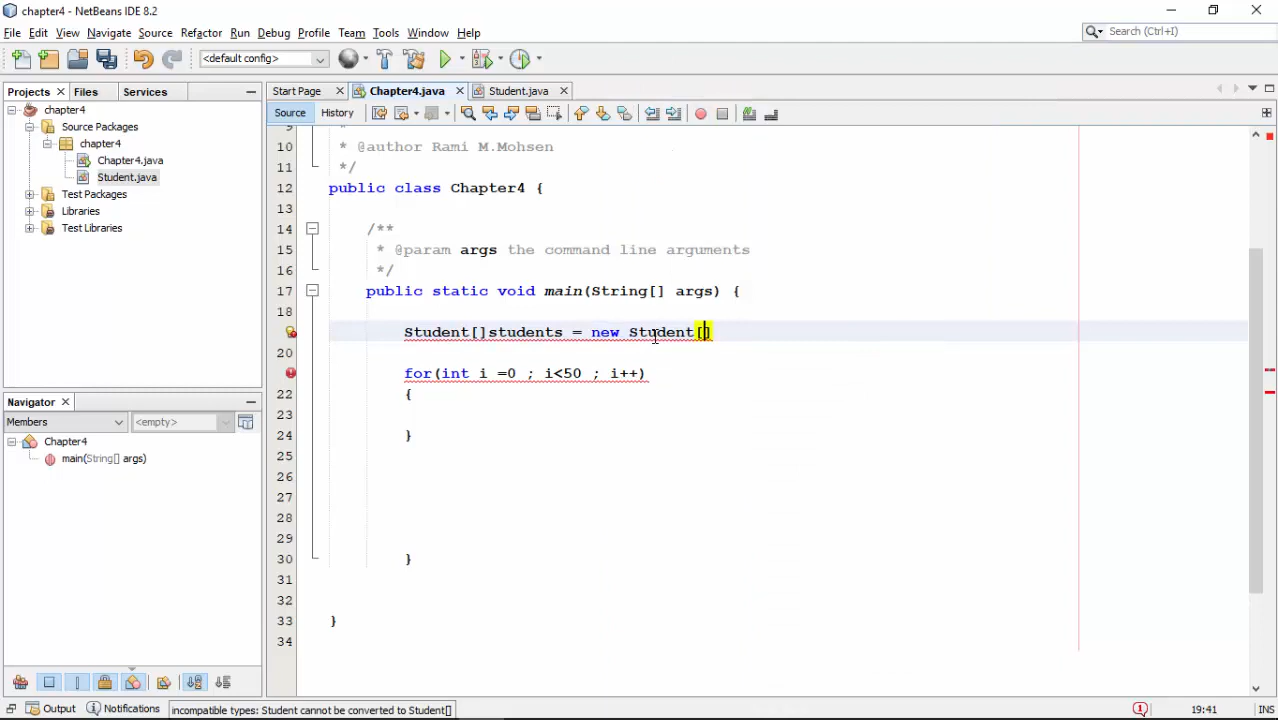 chapter4 - NetBeans IDE 8.2
File Edit View Navigate Source Refactor Run Debug Profile Team Tools Window Help
Search (Ctrl+I)
<default config>
Projects Files Services
Start Page Chapter4.java Student.java
Source History
chapter4
Source Packages
chapter4
Chapter4.java
Student.java
Test Packages
Libraries
Test Libraries
Navigator
Members <empty>
Chapter4
main(String[] args)
9 *
10 * @author Rami M.Mohsen
11 */
12 public class Chapter4 {
13
14 /**
15 * @param args the command line arguments
16 */
17 public static void main(String[] args) {
18
Student[]students = new Student[]
20
for(int i =0 ; i<50 ; i++)
22 {
23
24 }
25
26
27
28
29
30 }
31
32
33 }
34
Output Notifications incompatible types: Student cannot be converted to Student[] 19:41 INS